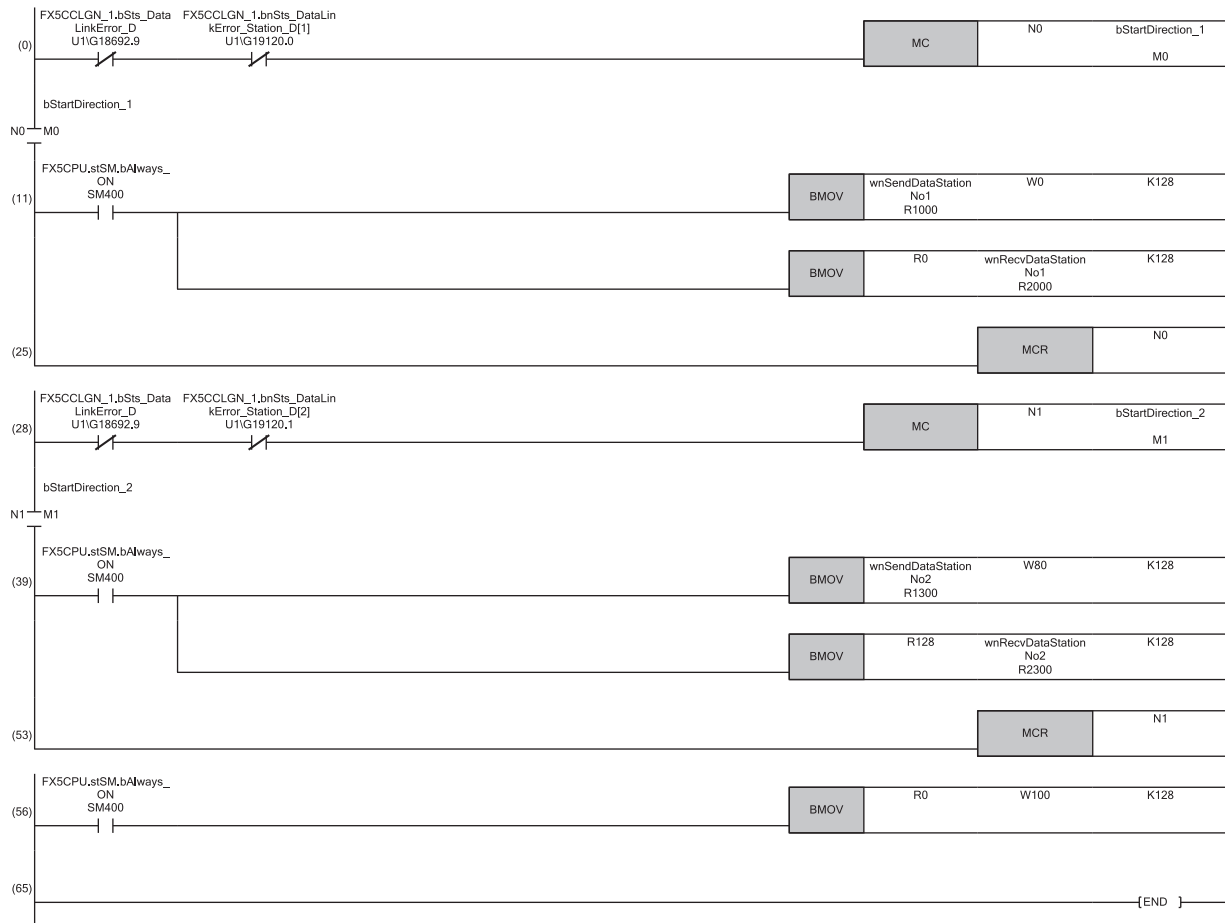 FX5CCLGN_1.bSts_Data FX5CCLGN_1.bnSts_DataLin
LinkError_D kError_Station_D[1]
(0) U1\G18692.9 U1\G19120.0 MC N0 bStartDirection_1
M0
bStartDirection_1
N0 M0
FX5CPU.stSM.bAlways_
ON
(11) SM400 BMOV wnSendDataStation W0 K128
No1
R1000
BMOV R0 wnRecvDataStation K128
No1
R2000
(25) MCR N0
FX5CCLGN_1.bSts_Data FX5CCLGN_1.bnSts_DataLin
LinkError_D kError_Station_D[2]
(28) U1\G18692.9 U1\G19120.1 MC N1 bStartDirection_2
M1
bStartDirection_2
N1 M1
FX5CPU.stSM.bAlways_
ON
(39) SM400 BMOV wnSendDataStation W80 K128
No2
R1300
BMOV R128 wnRecvDataStation K128
No2
R2300
(53) MCR N1
FX5CPU.stSM.bAlways_
ON
(56) SM400 BMOV R0 W100 K128
(65) [END ]